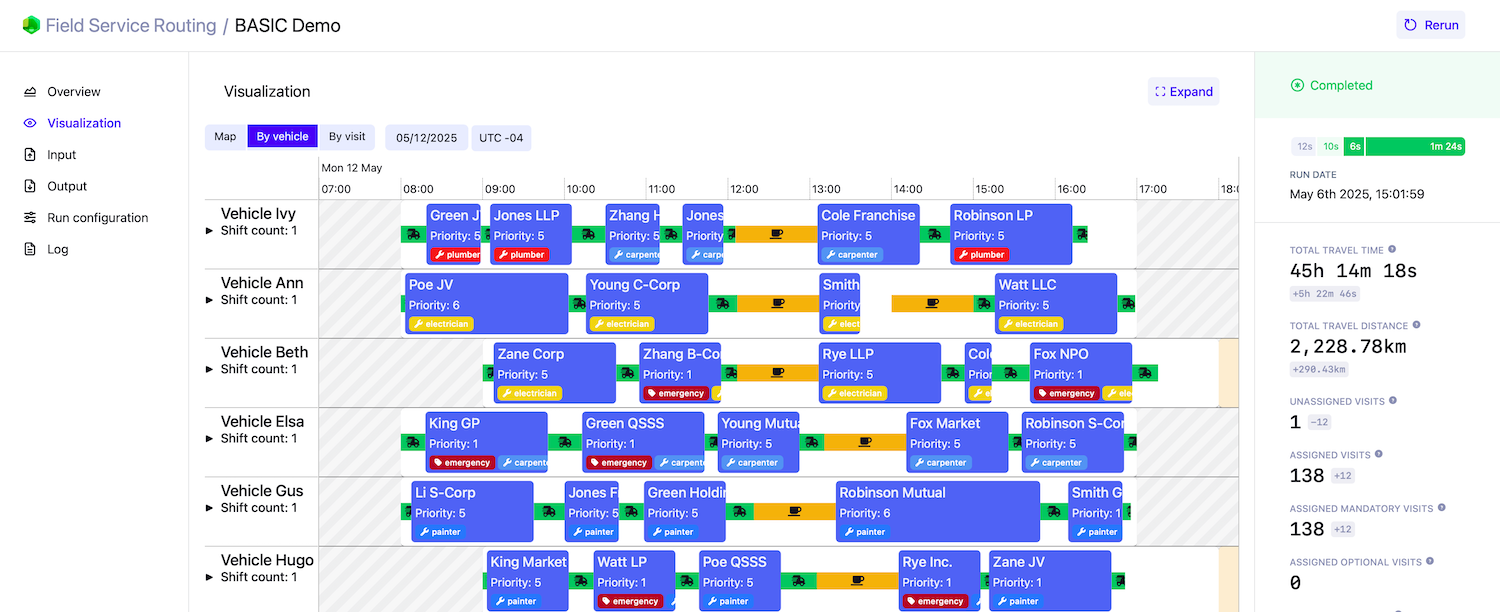 Field Service Routing / BASIC Demo
Rerun
Overview
Visualization
Input
Output
Run configuration
Log
Visualization
Expand
Map By vehicle By visit 05/12/2025 UTC -04
Mon 12 May
07:00 08:00 09:00 10:00 11:00 12:00 13:00 14:00 15:00 16:00 17:00 18:0
Vehicle Ivy
Shift count: 1
Green J Jones LLP Zhang H Jones Cole Franchise Robinson LP
Priority: 5 Priority: 5 Priority: 5 Priority Priority: 5 Priority: 5
plumber plumber carpente carp carpenter plumber
Vehicle Ann
Shift count: 1
Poe JV Young C-Corp Smith Watt LLC
Priority: 6 Priority: 5 Priority Priority: 5
electrician electrician elect electrician
Vehicle Beth
Shift count: 1
Zane Corp Zhang B-Co Rye LLP Col Fox NPO
Priority: 5 Priority: 1 Priority: 5 Prior Priority: 1
electrician emergency electrician el emergency ele
Vehicle Elsa
Shift count: 1
King GP Green QSSS Young Mutua Fox Market Robinson S-Cor
Priority: 1 Priority: 1 Priority: 5 Priority: 5 Priority: 5
emergency carpent emergency carpent carpenter carpenter carpenter
Vehicle Gus
Shift count: 1
Li S-Corp Jones F Green Holdin Robinson Mutual Smith G
Priority: 5 Priority: 5 Priority: 5 Priority: 6 Priority: 1
painter painter painter painter painter
Vehicle Hugo
Shift count: 1
King Market Watt LP Poe QSSS Rye Inc. Zane JV
Priority: 5 Priority: 1 Priority: 5 Priority: 1 Priority: 1
painter emergency painter emergency painter
Completed
12s 10s 6s 1m 24s
RUN DATE
May 6th 2025, 15:01:59
TOTAL TRAVEL TIME
45h 14m 18s
+5h 22m 46s
TOTAL TRAVEL DISTANCE
2,228.78km
+290.43km
UNASSIGNED VISITS
1 -12
ASSIGNED VISITS
138 +12
ASSIGNED MANDATORY VISITS
138 +12
ASSIGNED OPTIONAL VISITS
0